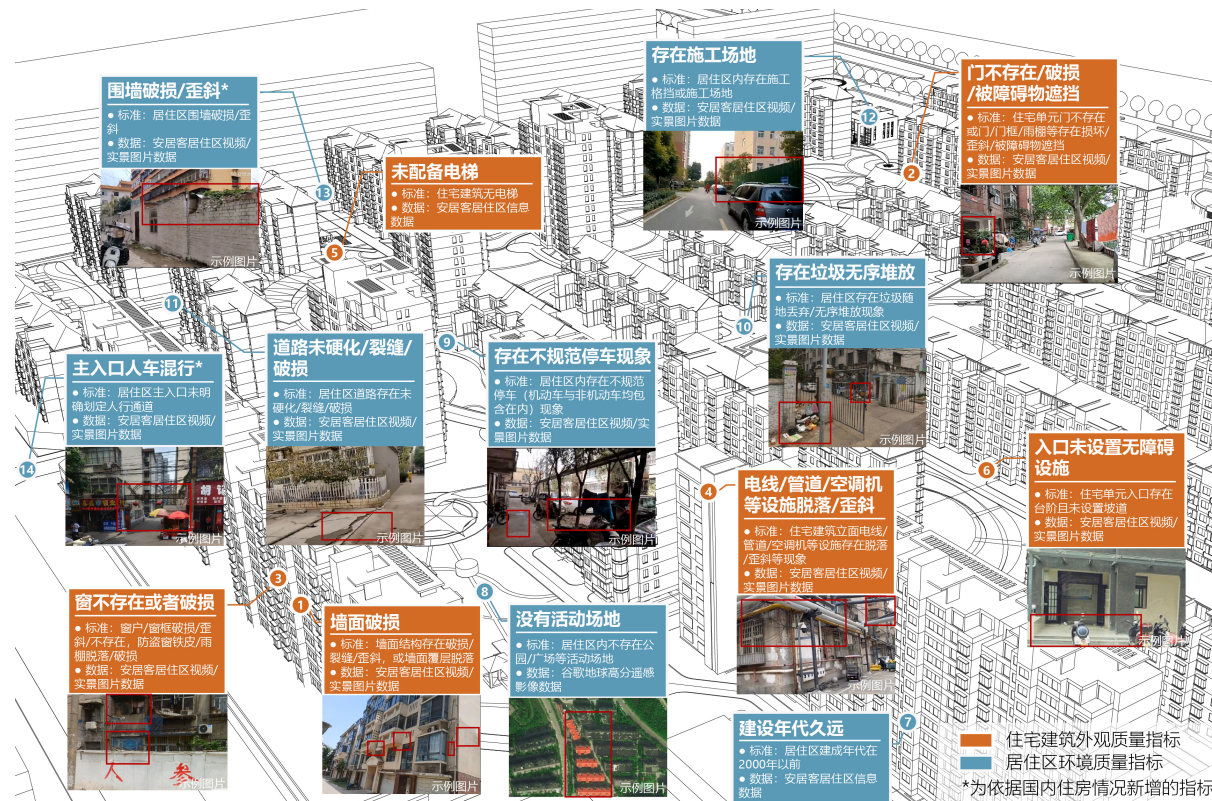 围墙破损/歪斜*
● 标准：居住区围墙破损/歪
斜
● 数据：安居客居住区视频/
实景图片数据
示例图片
13
未配备电梯
● 标准：住宅建筑无电梯
● 数据：安居客居住区信息
数据
5
存在施工场地
● 标准：居住区内存在施工
格挡或施工场地
● 数据：安居客居住区视频/
实景图片数据
示例图片
12
门不存在/破损
/被障碍物遮挡
● 标准：住宅单元门不存在
或门/门框/雨棚等存在损坏/
歪斜/被障碍物遮挡
● 数据：安居客居住区视频/
实景图片数据
示例图片
2
11
主入口人车混行*
● 标准：居住区主入口未明
确划定人行通道
● 数据：安居客居住区视频/
实景图片数据
示例图片
14
道路未硬化/裂缝/
破损
● 标准：居住区道路存在未
硬化/裂缝/破损
● 数据：安居客居住区视频/
实景图片数据
示例图片
9
存在不规范停车现象
● 标准：居住区内存在不规范
停车（机动车与非机动车均包
含在内）现象
● 数据：安居客居住区视频/实
景图片数据
示例图片
10
存在垃圾无序堆放
● 标准：居住区存在垃圾随
地丢弃/无序堆放现象
● 数据：安居客居住区视频/
实景图片数据
示例图片
4
电线/管道/空调机
等设施脱落/歪斜
● 标准：住宅建筑立面电线/
管道/空调机等设施存在脱落
/歪斜等现象
● 数据：安居客居住区视频/
实景图片数据
示例图片
6
入口未设置无障碍
设施
● 标准：住宅单元入口存在
台阶且未设置坡道
● 数据：安居客居住区视频/
实景图片数据
示例图片
3
窗不存在或者破损
● 标准：窗户/窗框破损/歪
斜/不存在，防盗窗铁皮/雨
棚脱落/破损
● 数据：安居客居住区视频/
实景图片数据
人 参
示例图片
1
墙面破损
● 标准：墙面结构存在破损/
裂缝/歪斜，或墙面覆层脱落
● 数据：安居客居住区视频/
实景图片数据
示例图片
8
没有活动场地
● 标准：居住区内不存在公
园/广场等活动场地
● 数据：谷歌地球高分遥感
影像数据
示例图片
7
建设年代久远
● 标准：居住区建成年代在
2000年以前
● 数据：安居客居住区信息
数据
住宅建筑外观质量指标
居住区环境质量指标
*为依据国内住房情况新增的指标